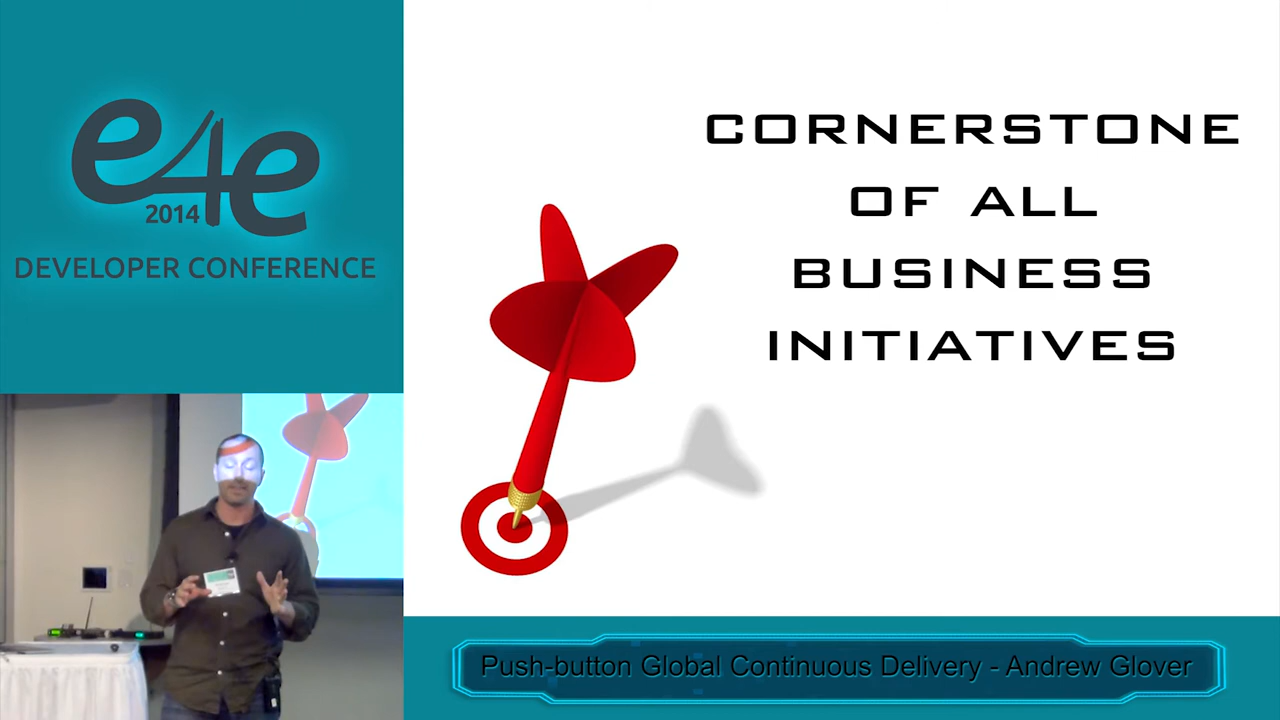 e4e
2014
DEVELOPER CONFERENCE
CORNERSTONE
OF ALL
BUSINESS
INITIATIVES
Push-button Global Continuous Delivery - Andrew Glover